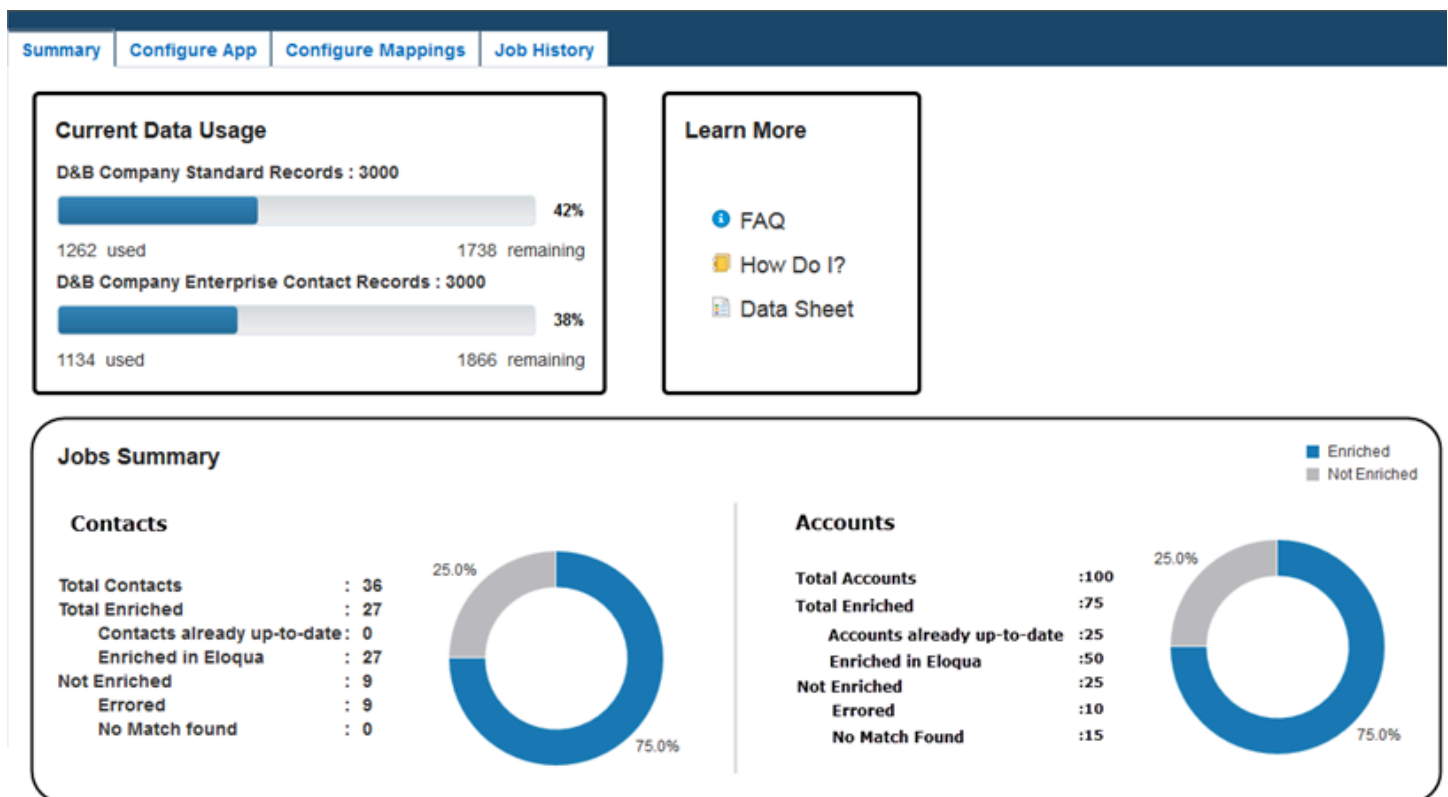 Summary Configure App Configure Mappings Job History
Current Data Usage
D&B Company Standard Records : 3000
42%
1262 used 1738 remaining
D&B Company Enterprise Contact Records : 3000
38%
1134 used 1866 remaining
Learn More
FAQ
How Do I?
Data Sheet
Jobs Summary
Enriched
Not Enriched
Contacts
Total Contacts : 36
Total Enriched : 27
Contacts already up-to-date : 0
Enriched in Eloqua : 27
Not Enriched : 9
Errored : 9
No Match found : 0
25.0%
75.0%
Accounts
Total Accounts :100
Total Enriched :75
Accounts already up-to-date :25
Enriched in Eloqua :50
Not Enriched :25
Errored :10
No Match Found :15
25.0%
75.0%